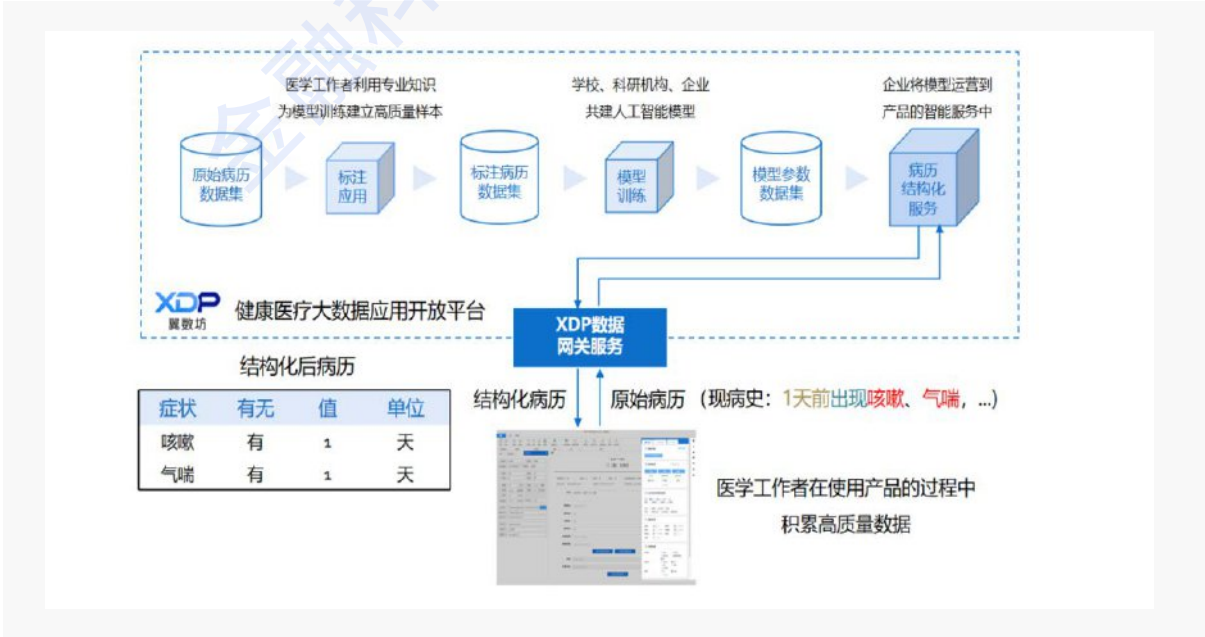 金融科
医学工作者利用专业知识
为模型训练建立高质量样本
学校、科研机构、企业
共建人工智能模型
企业将模型运营到
产品的智能服务中
原始病历
数据集
标注
应用
标注病历
数据集
模型
训练
模型参数
数据集
病历
结构化
服务
XDP
翼数坊
健康医疗大数据应用开放平台
XDP数据
网关服务
结构化后病历
症状 有无 值 单位
咳嗽 有 1 天
气喘 有 1 天
结构化病历
原始病历（现病史：1天前出现咳嗽、气喘，...）
医学工作者在使用产品的过程中
积累高质量数据